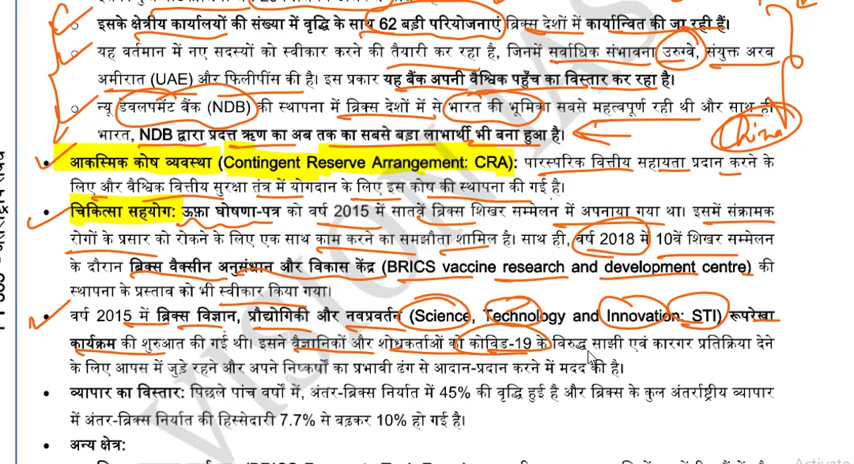 इसके क्षेत्रीय कार्यालयों की संख्या में वृद्धि के साथ 62 बड़ी परियोजनाएं ब्रिक्स देशों में कार्यान्वित की जा रही हैं।
यह वर्तमान में नए सदस्यों को स्वीकार करने की तैयारी कर रहा है, जिनमें सर्वाधिक संभावना उरुग्वे, संयुक्त अरब
अमीरात (UAE) और फिलीपींस की है। इस प्रकार यह बैंक अपनी वैश्विक पहुँच का विस्तार कर रहा है।
न्यू डेवलपमेंट बैंक (NDB) की स्थापना में ब्रिक्स देशों में से भारत की भूमिका सबसे महत्वपूर्ण रही थी और साथ ही
भारत, NDB द्वारा प्रदत्त ऋण का अब तक का सबसे बड़ा लाभार्थी भी बना हुआ है।
China
आकस्मिक कोष व्यवस्था (Contingent Reserve Arrangement: CRA): पारस्परिक वित्तीय सहायता प्रदान करने के
लिए और वैश्विक वित्तीय सुरक्षा तंत्र में योगदान के लिए इस कोष की स्थापना की गई है।
चिकित्सा सहयोग: ऊफ़ा घोषणा-पत्र को वर्ष 2015 में सातवें ब्रिक्स शिखर सम्मलेन में अपनाया गया था। इसमें संक्रामक
रोगों के प्रसार को रोकने के लिए एक साथ काम करने का समझौता शामिल है। साथ ही, वर्ष 2018 में 10वें शिखर सम्मेलन
के दौरान ब्रिक्स वैक्सीन अनुसंधान और विकास केंद्र (BRICS vaccine research and development centre) की
स्थापना के प्रस्ताव को भी स्वीकार किया गया।
वर्ष 2015 में ब्रिक्स विज्ञान, प्रौद्योगिकी और नवप्रवर्तन (Science, Technology and Innovation: STI) रूपरेखा
कार्यक्रम की शुरुआत की गई थी। इसने वैज्ञानिकों और शोधकर्ताओं को कोविड-19 के विरुद्ध साझी एवं कारगर प्रतिक्रिया देने
के लिए आपस में जुड़े रहने और अपने निष्कर्षों का प्रभावी ढंग से आदान-प्रदान करने में मदद की है।
व्यापार का विस्तार: पिछले पांच वर्षों में, अंतर-ब्रिक्स निर्यात में 45% की वृद्धि हुई है और ब्रिक्स के कुल अंतर्राष्ट्रीय व्यापार
में अंतर-ब्रिक्स निर्यात की हिस्सेदारी 7.7% से बढ़कर 10% हो गई है।
अन्य क्षेत्र:
VISION IAS